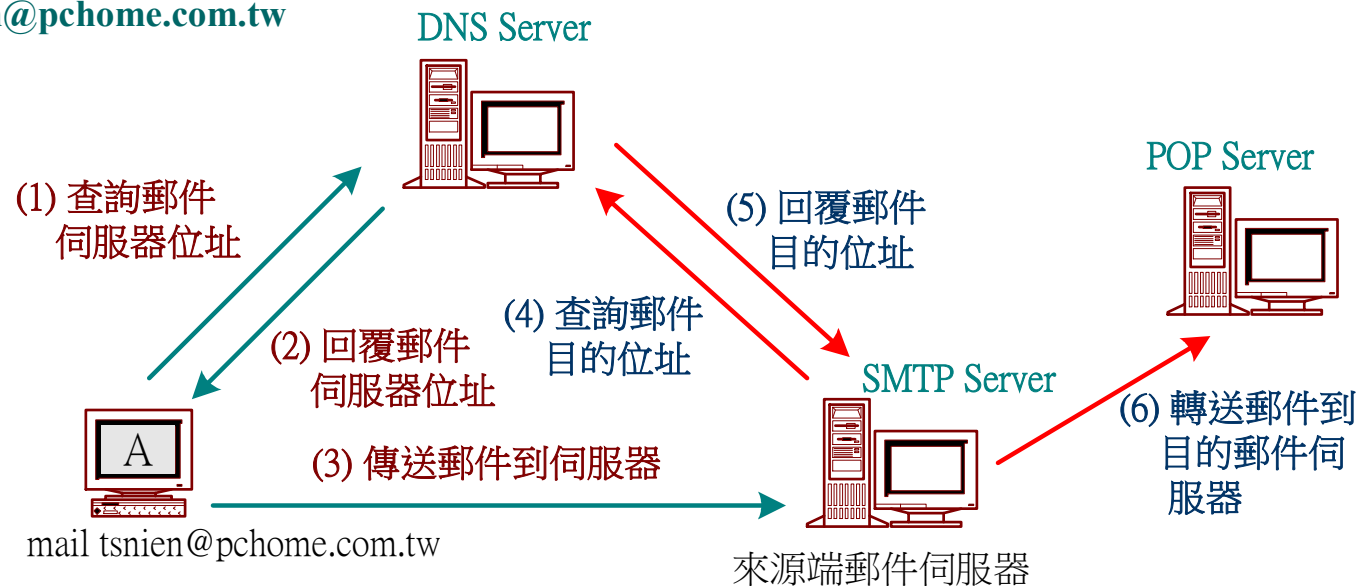 @pchome.com.tw
DNS Server
POP Server
(1) 查詢郵件
伺服器位址
(5) 回覆郵件
目的位址
(4) 查詢郵件
目的位址
(2) 回覆郵件
伺服器位址
SMTP Server
(6) 轉送郵件到
目的郵件伺
服器
A
(3) 傳送郵件到伺服器
mail tsnien@pchome.com.tw
來源端郵件伺服器